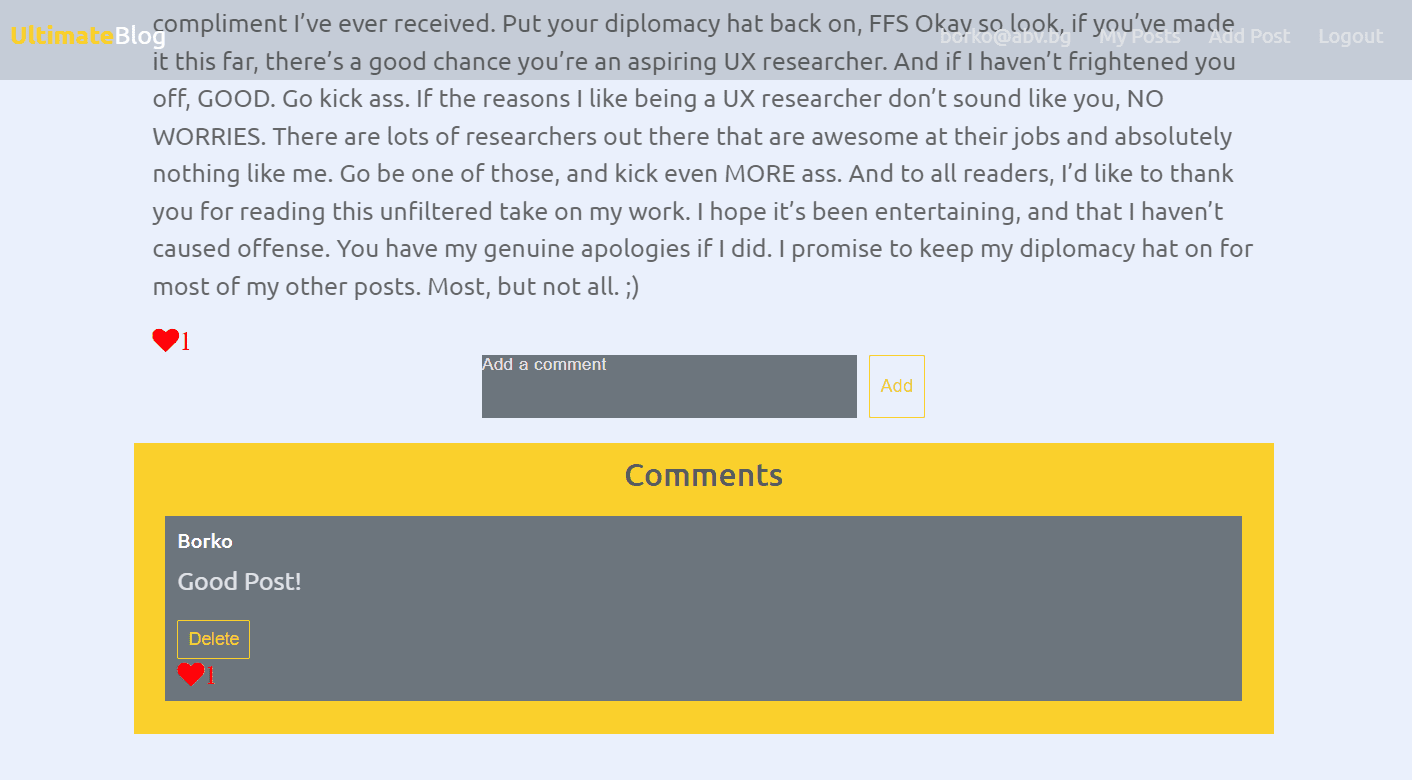 UltimateBlog borko@abv.bg My Posts Add Post Logout
compliment I’ve ever received. Put your diplomacy hat back on, FFS Okay so look, if you’ve made
it this far, there’s a good chance you’re an aspiring UX researcher. And if I haven’t frightened you
off, GOOD. Go kick ass. If the reasons I like being a UX researcher don’t sound like you, NO
WORRIES. There are lots of researchers out there that are awesome at their jobs and absolutely
nothing like me. Go be one of those, and kick even MORE ass. And to all readers, I’d like to thank
you for reading this unfiltered take on my work. I hope it’s been entertaining, and that I haven’t
caused offense. You have my genuine apologies if I did. I promise to keep my diplomacy hat on for
most of my other posts. Most, but not all. ;)
1
Add a comment
Add
Comments
Borko
Good Post!
Delete
1